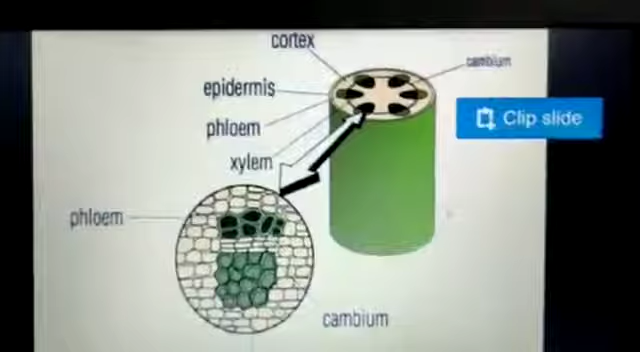 cortex
cambium
epidermis
Clip slide
phloem
xylem
phloem
cambium